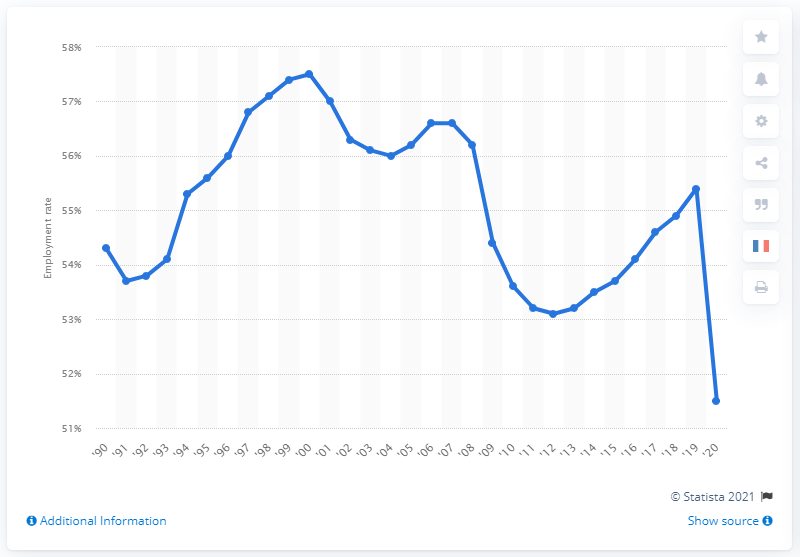 58%
57%
56%
55%
54%
53%
52%
51%
Employment rate
'90 '91 '92 '93 '94 '95 '96 '97 '98 '99 '00 '01 '02 '03 '04 '05 '06 '07 '08 '09 '10 '11 '12 '13 '14 '15 '16 '17 '18 '19 '20
© Statista 2021
Additional Information
Show source